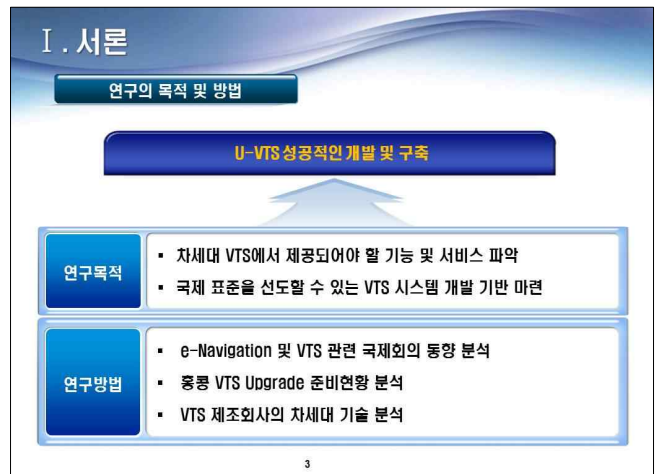 Ⅰ. 서론
연구의 목적 및 방법
U-VTS 성공적인 개발 및 구축
연구목적
▪ 차세대 VTS에서 제공되어야 할 기능 및 서비스 파악
▪ 국제 표준을 선도할 수 있는 VTS 시스템 개발 기반 마련
연구방법
▪ e-Navigation 및 VTS 관련 국제회의 동향 분석
▪ 홍콩 VTS Upgrade 준비현황 분석
▪ VTS 제조회사의 차세대 기술 분석
3